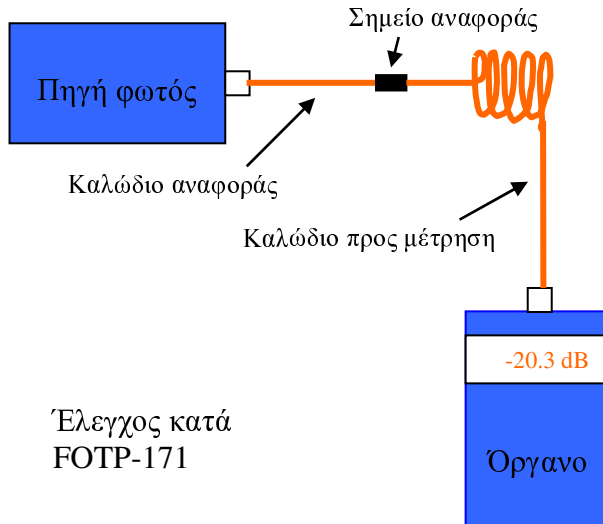 Σημείο αναφοράς
Πηγή φωτός
Καλώδιο αναφοράς
Καλώδιο προς μέτρηση
-20.3 dB
Έλεγχος κατά
FOTP-171
Όργανο